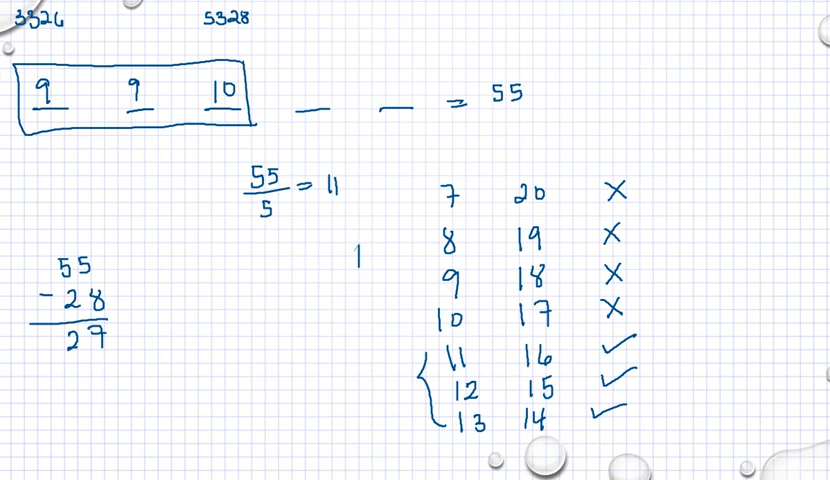 3326 5328
9 9 10 _ _ = 55
55/5 = 11
7 20 X
8 19 X
1
9 18 X
10 17 X
11 16 ✓
12 15 ✓
13 14 ✓
55
- 28
27